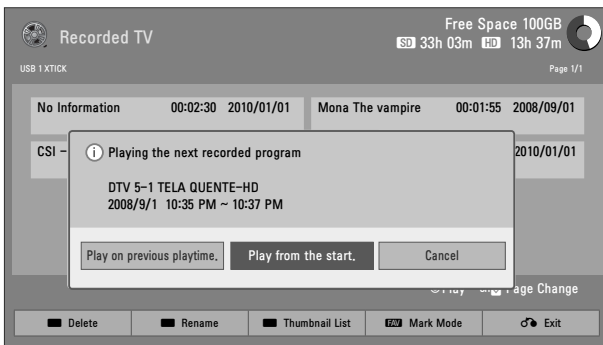 Recorded TV
Free Space 100GB
SD 33h 03m HD 13h 37m
USB 1 XTICK
Page 1/1
No Information 00:02:30 2010/01/01
Mona The vampire 00:01:55 2008/09/01
CSI -
2010/01/01
i Playing the next recorded program
DTV 5-1 TELA QUENTE-HD
2008/9/1 10:35 PM ~ 10:37 PM
Play on previous playtime.
Play from the start.
Cancel
Page Change
Delete
Rename
Thumbnail List
FAV Mark Mode
Exit